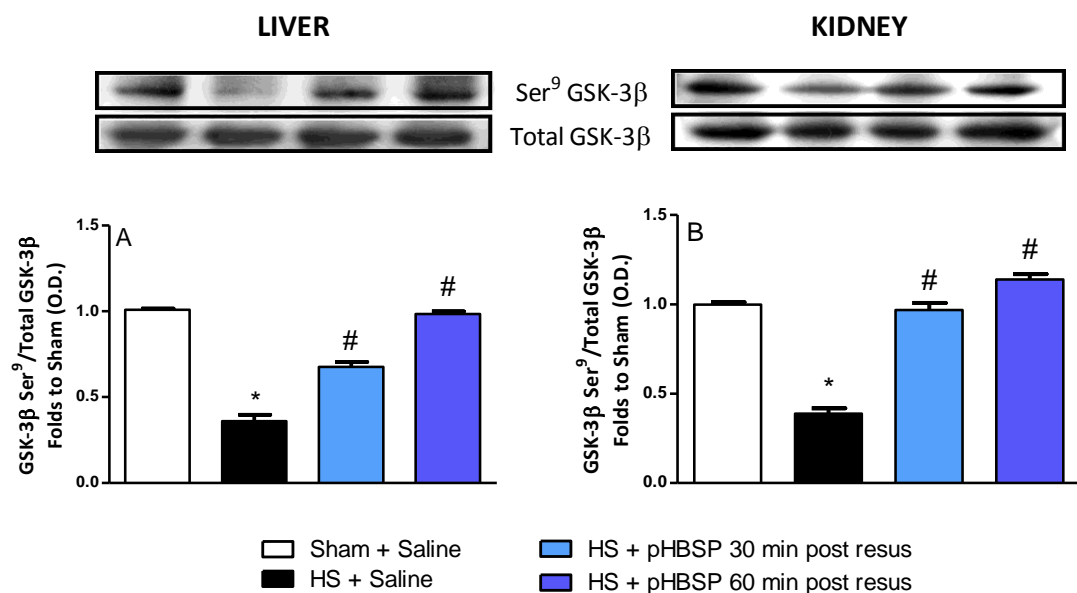 LIVER
KIDNEY
Ser⁹ GSK-3β
Total GSK-3β
A
GSK-3β Ser⁹/Total GSK-3β
Folds to Sham (O.D.)
1.5
1.0
0.5
0.0
*
#
#
B
GSK-3β Ser⁹/Total GSK-3β
Folds to Sham (O.D.)
1.5
1.0
0.5
0.0
*
#
#
Sham + Saline
HS + Saline
HS + pHBSP 30 min post resus
HS + pHBSP 60 min post resus